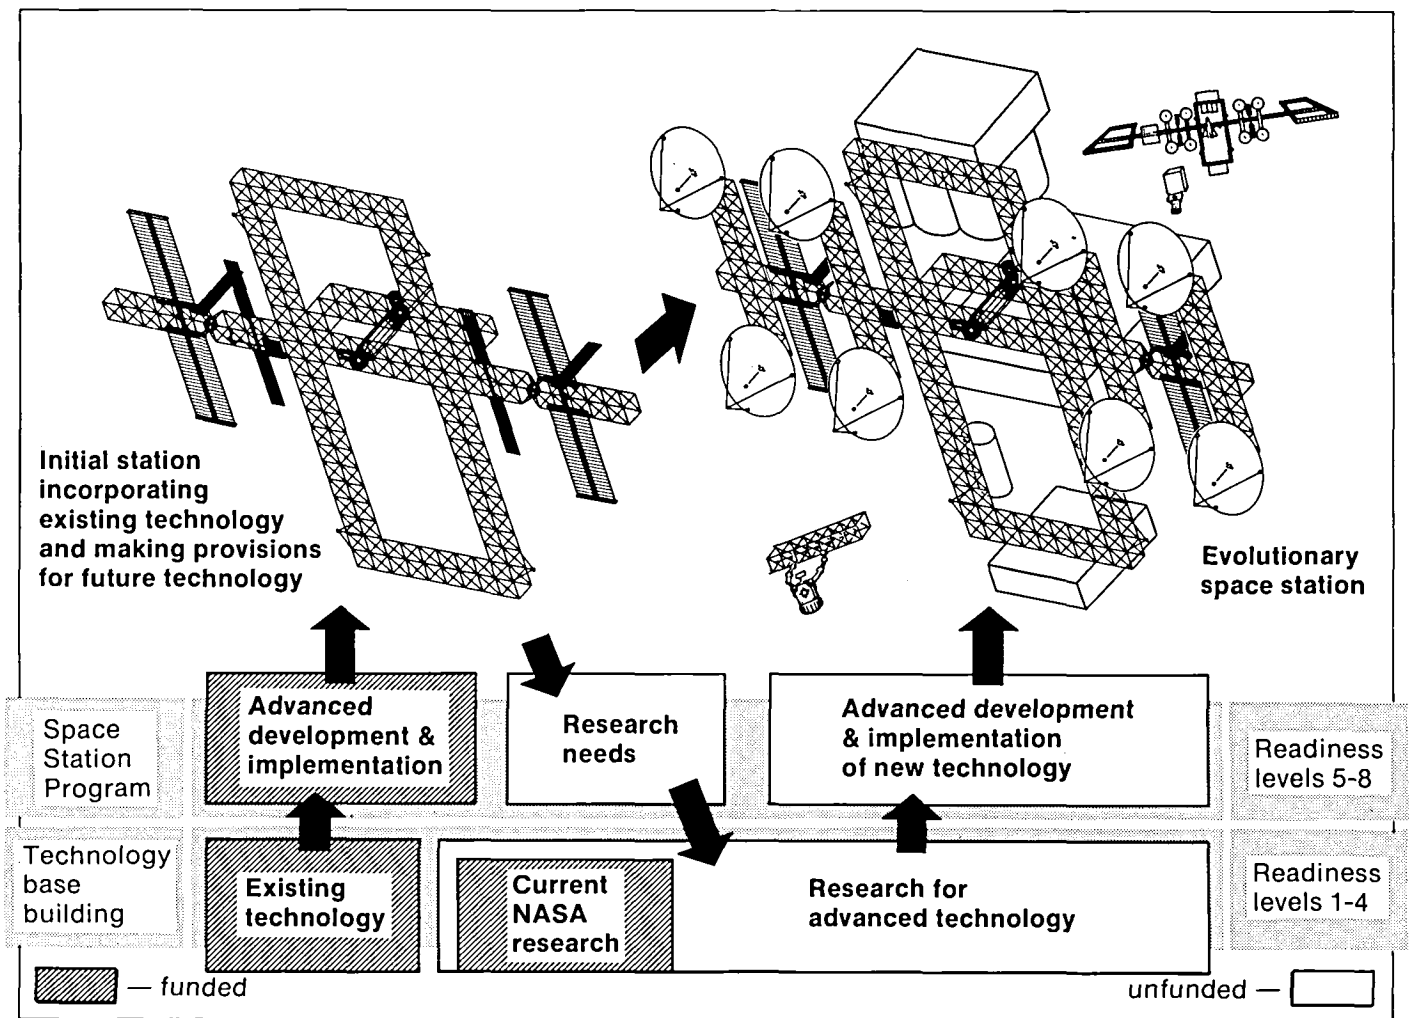 Initial station
incorporating
existing technology
and making provisions
for future technology
Evolutionary
space station
Space
Station
Program
Advanced
development &
implementation
Research
needs
Advanced development
& implementation
of new technology
Readiness
levels 5-8
Technology
base
building
Existing
technology
Current
NASA
research
Research for
advanced technology
Readiness
levels 1-4
— funded
unfunded —